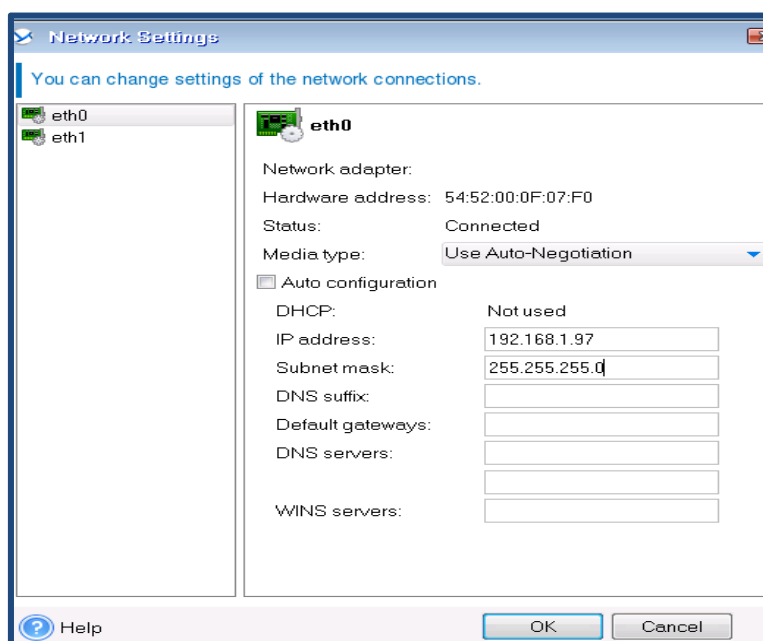 Network Settings
You can change settings of the network connections.
eth0
eth1
eth0
Network adapter:
Hardware address: 54:52:00:0F:07:F0
Status: Connected
Media type: Use Auto-Negotiation
Auto configuration
DHCP: Not used
IP address: 192.168.1.97
Subnet mask: 255.255.255.0
DNS suffix:
Default gateways:
DNS servers:
WINS servers:
? Help
OK Cancel